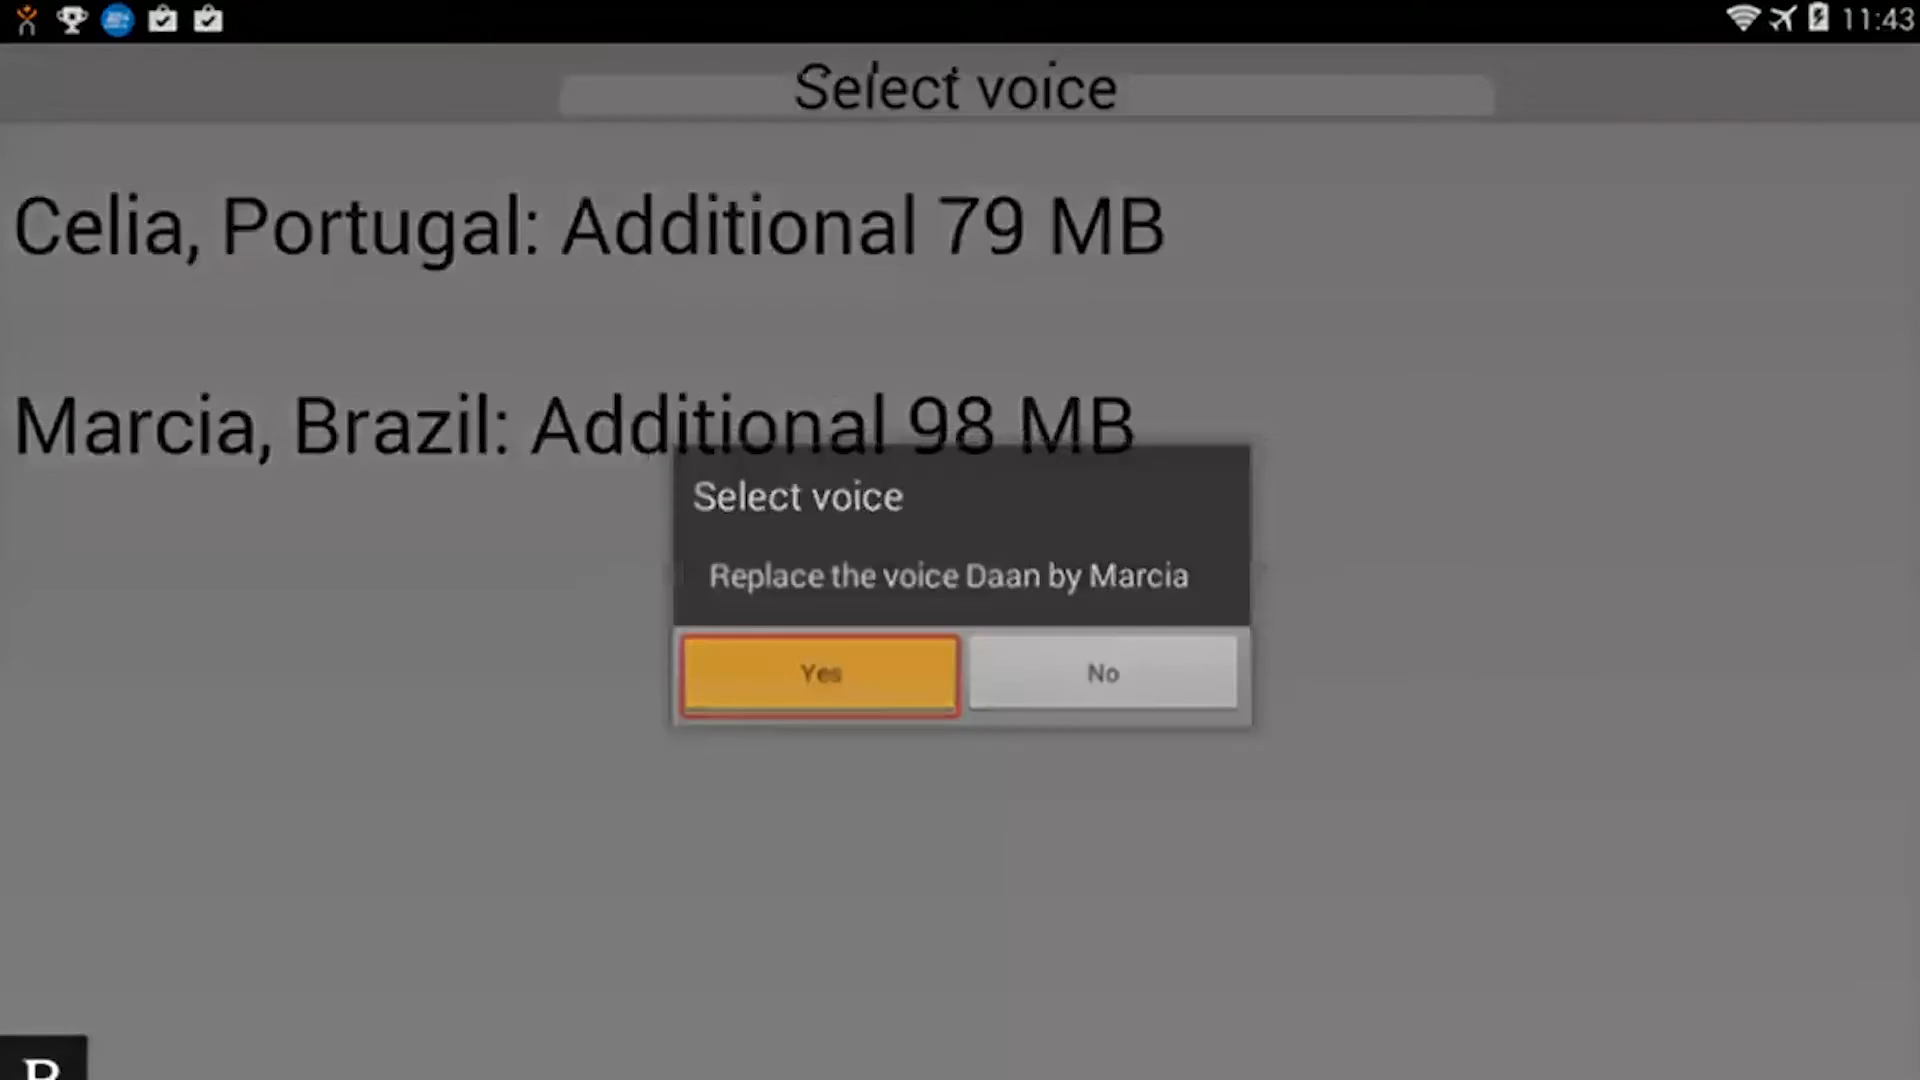 11:43
Select voice
Celia, Portugal: Additional 79 MB
Marcia, Brazil: Additional 98 MB
Select voice
Replace the voice Daan by Marcia
Yes
No